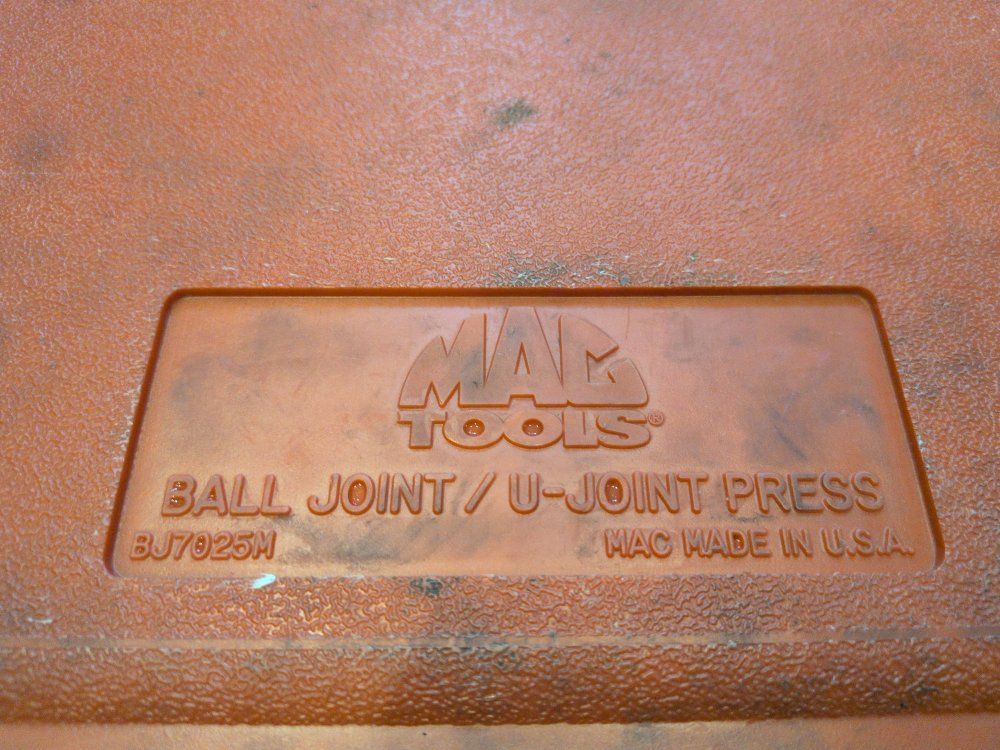 MAC
TOOLS®
BALL JOINT / U-JOINT PRESS
BJ7025M MAC MADE IN U.S.A.